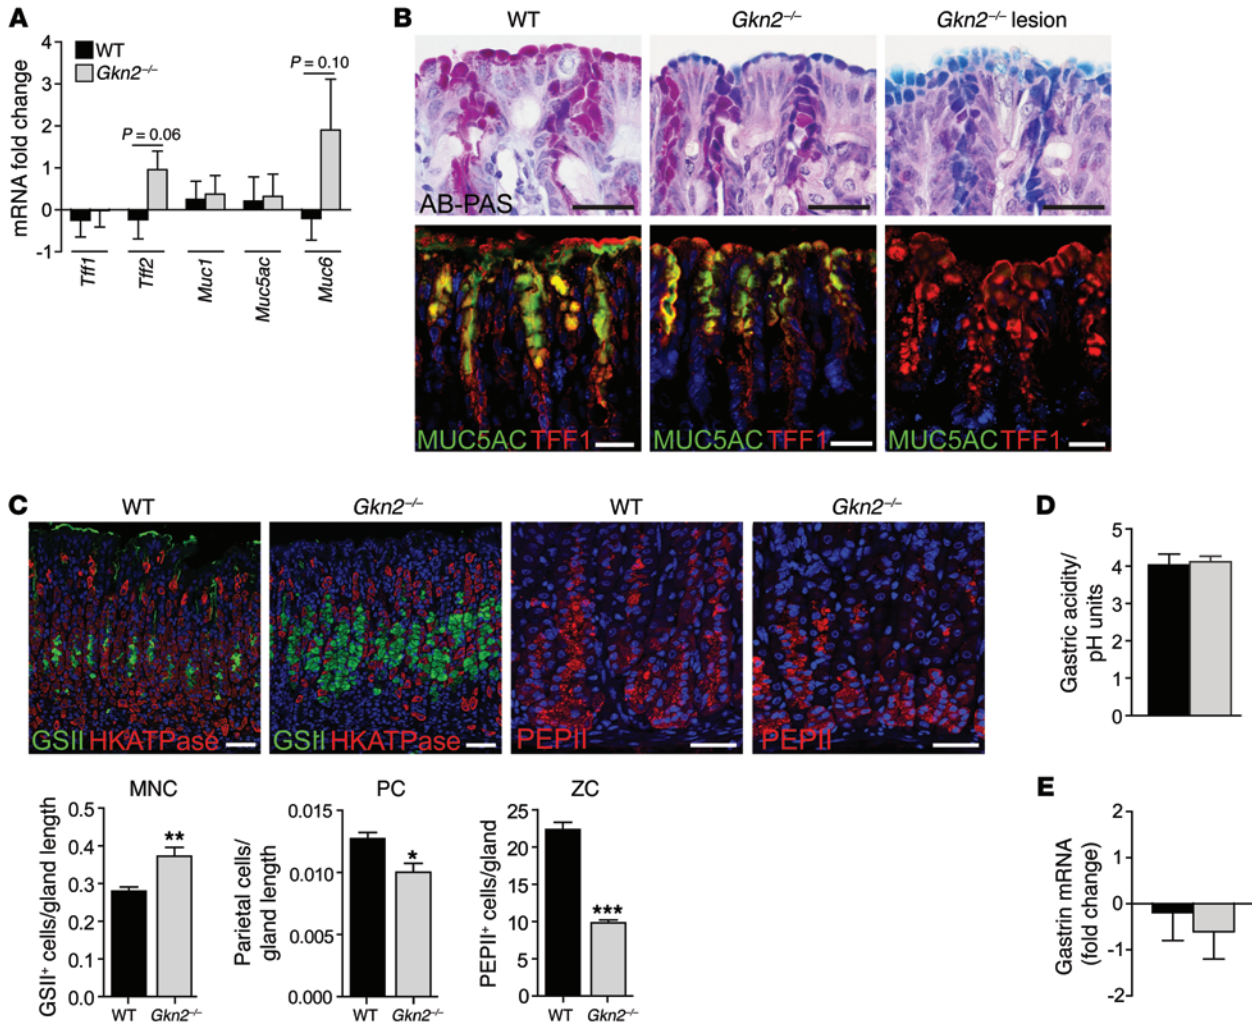 A
mRNA fold change
4
3
2
1
0
-1
WT
Gkn2–/–
P = 0.06
P = 0.10
Tff1
Tff2
Muc1
Muc5ac
Muc6
B
WT
Gkn2–/–
Gkn2–/– lesion
AB-PAS
MUC5AC TFF1
MUC5AC TFF1
MUC5AC TFF1
C
WT
Gkn2–/–
WT
Gkn2–/–
GSII HKATPase
GSII HKATPase
PEPII
PEPII
MNC
GSII+ cells/gland length
0.5
0.4
0.3
0.2
0.1
0.0
**
WT
Gkn2–/–
PC
Parietal cells/
gland length
0.015
0.010
0.005
0.000
*
WT
Gkn2–/–
ZC
PEPII+ cells/gland
25
20
15
10
5
0
***
WT
Gkn2–/–
D
Gastric acidity/
pH units
5
4
3
2
1
0
E
Gastrin mRNA
(fold change)
2
1
0
-1
-2